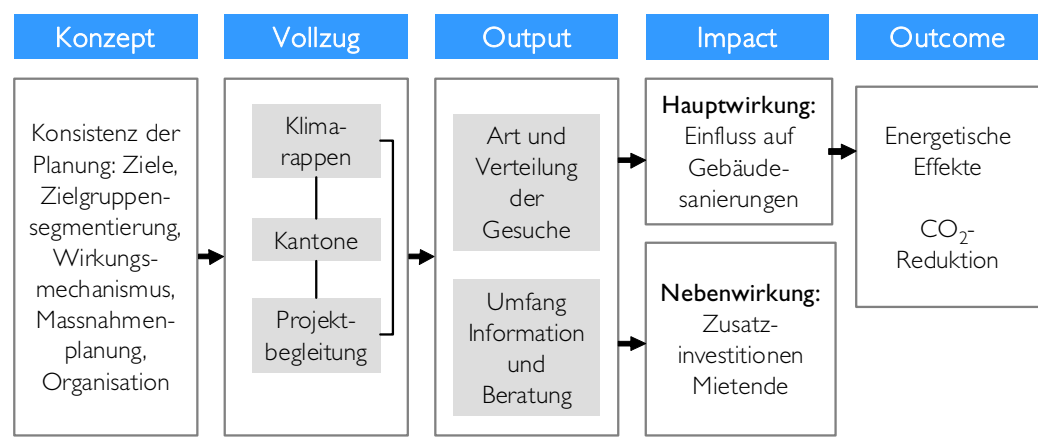 Konzept
Vollzug
Output
Impact
Outcome
Konsistenz der
Planung: Ziele,
Zielgruppen-
segmentierung,
Wirkungs-
mechanismus,
Massnahmen-
planung,
Organisation
Klima-
rappen
Kantone
Projekt-
begleitung
Art und
Verteilung
der
Gesuche
Umfang
Information
und
Beratung
Hauptwirkung:
Einfluss auf
Gebäude-
sanierungen
Nebenwirkung:
Zusatz-
investitionen
Mietende
Energetische
Effekte
CO₂-
Reduktion